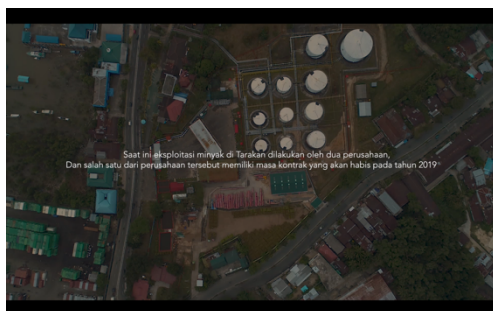 Saat ini eksploitasi minyak di Tarakan dilakukan oleh dua perusahaan,
Dan salah satu dari perusahaan tersebut memiliki masa kontrak yang akan habis pada tahun 2019